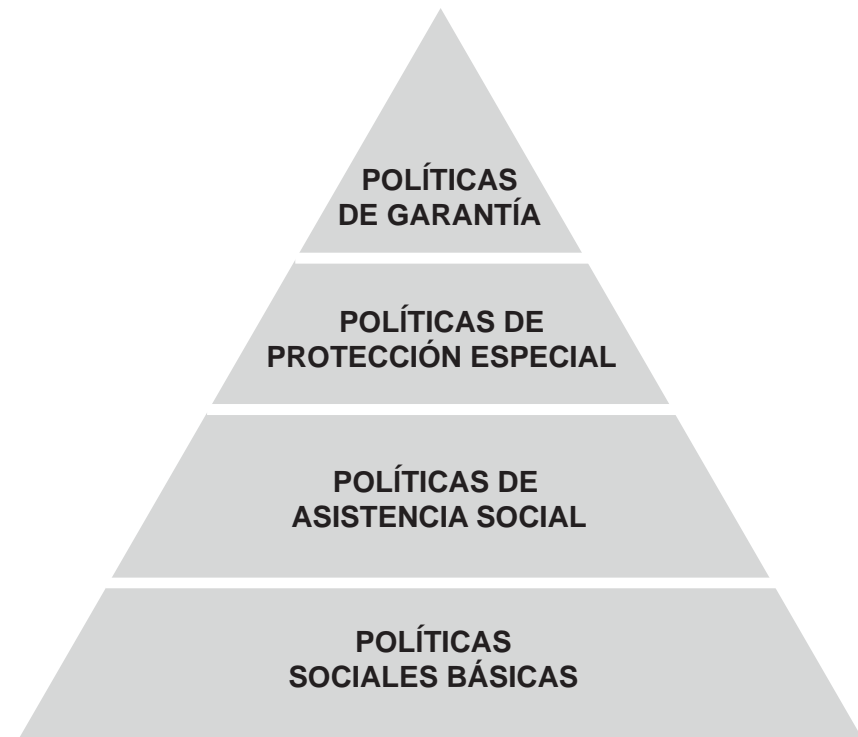 POLÍTICAS
DE GARANTÍA
POLÍTICAS DE
PROTECCIÓN ESPECIAL
POLÍTICAS DE
ASISTENCIA SOCIAL
POLÍTICAS
SOCIALES BÁSICAS